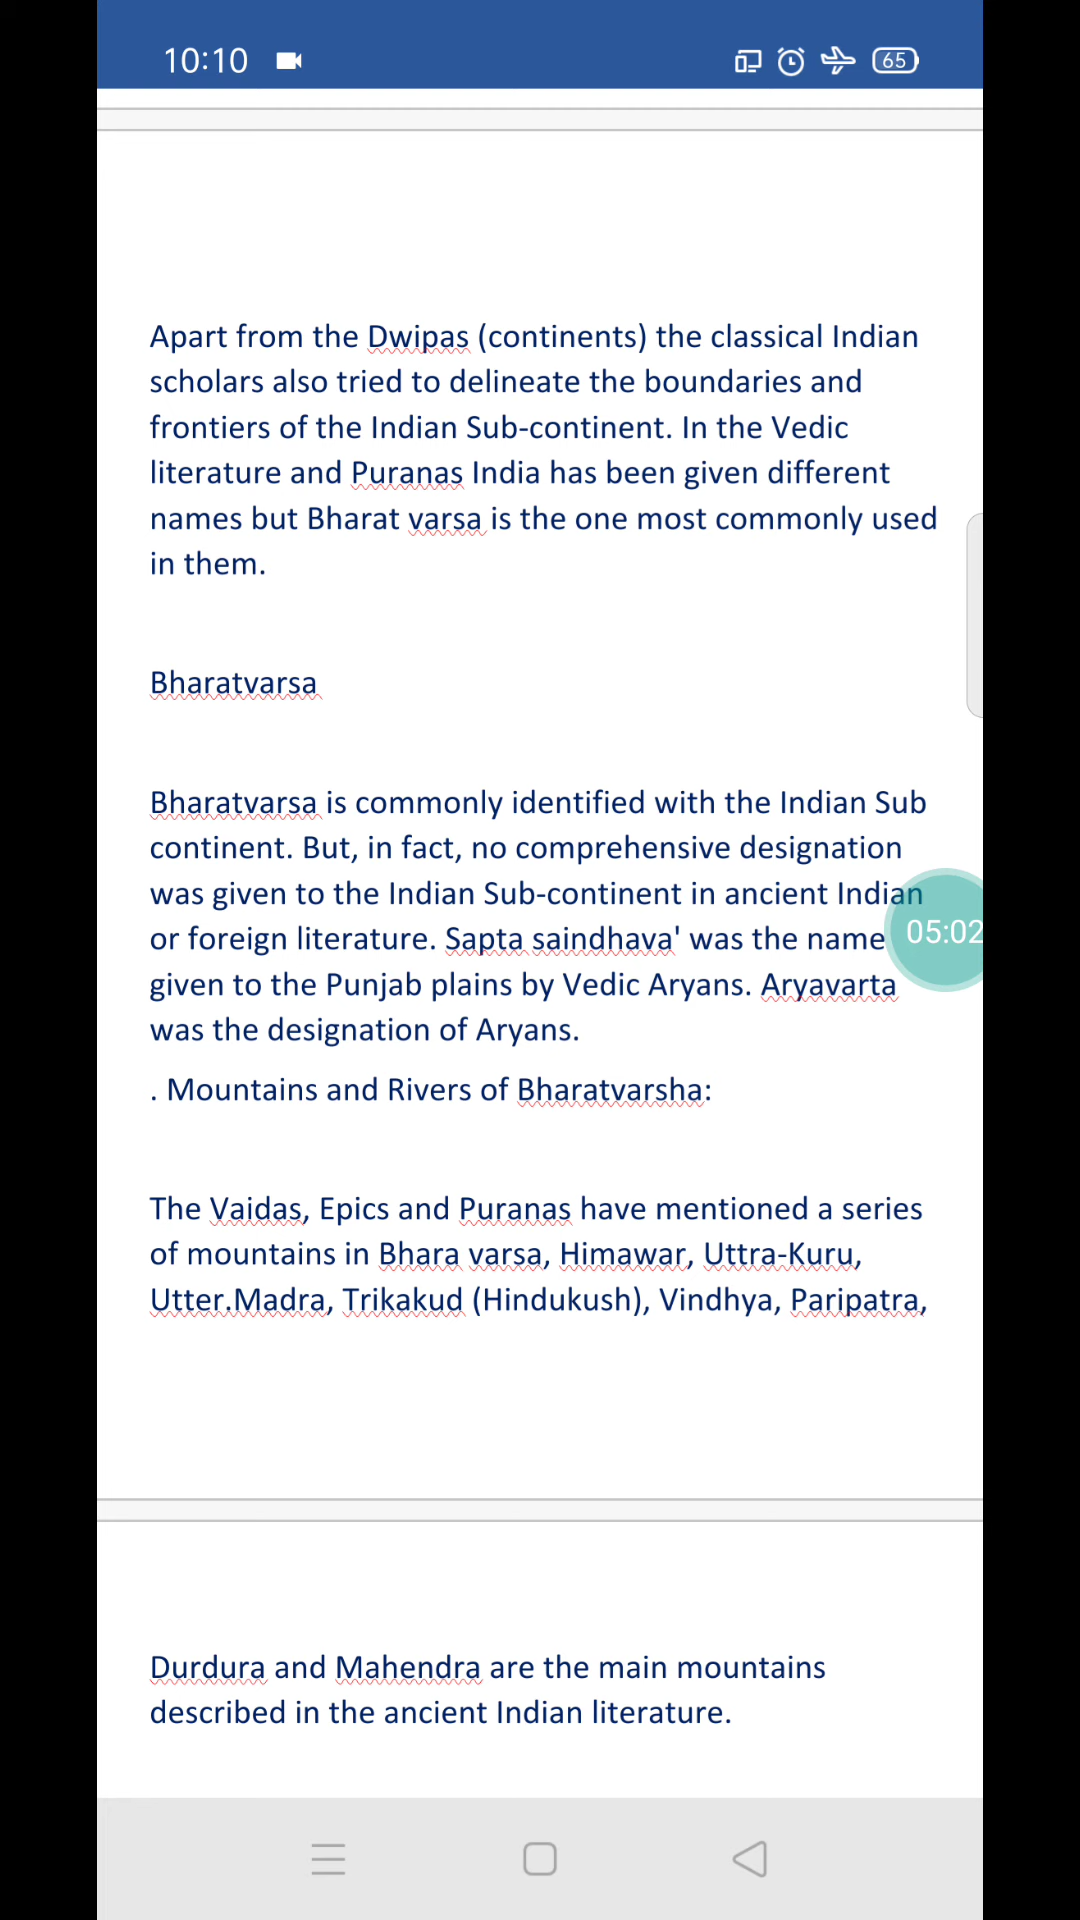 10:10
65
Apart from the Dwipas (continents) the classical Indian
scholars also tried to delineate the boundaries and
frontiers of the Indian Sub-continent. In the Vedic
literature and Puranas India has been given different
names but Bharat varsa is the one most commonly used
in them.
Bharatvarsa
Bharatvarsa is commonly identified with the Indian Sub
continent. But, in fact, no comprehensive designation
was given to the Indian Sub-continent in ancient Indian
or foreign literature. Sapta saindhava' was the name
05:02
given to the Punjab plains by Vedic Aryans. Aryavarta
was the designation of Aryans.
. Mountains and Rivers of Bharatvarsha:
The Vaidas, Epics and Puranas have mentioned a series
of mountains in Bhara varsa, Himawar, Uttra-Kuru,
Utter.Madra, Trikakud (Hindukush), Vindhya, Paripatra,
Durdura and Mahendra are the main mountains
described in the ancient Indian literature.